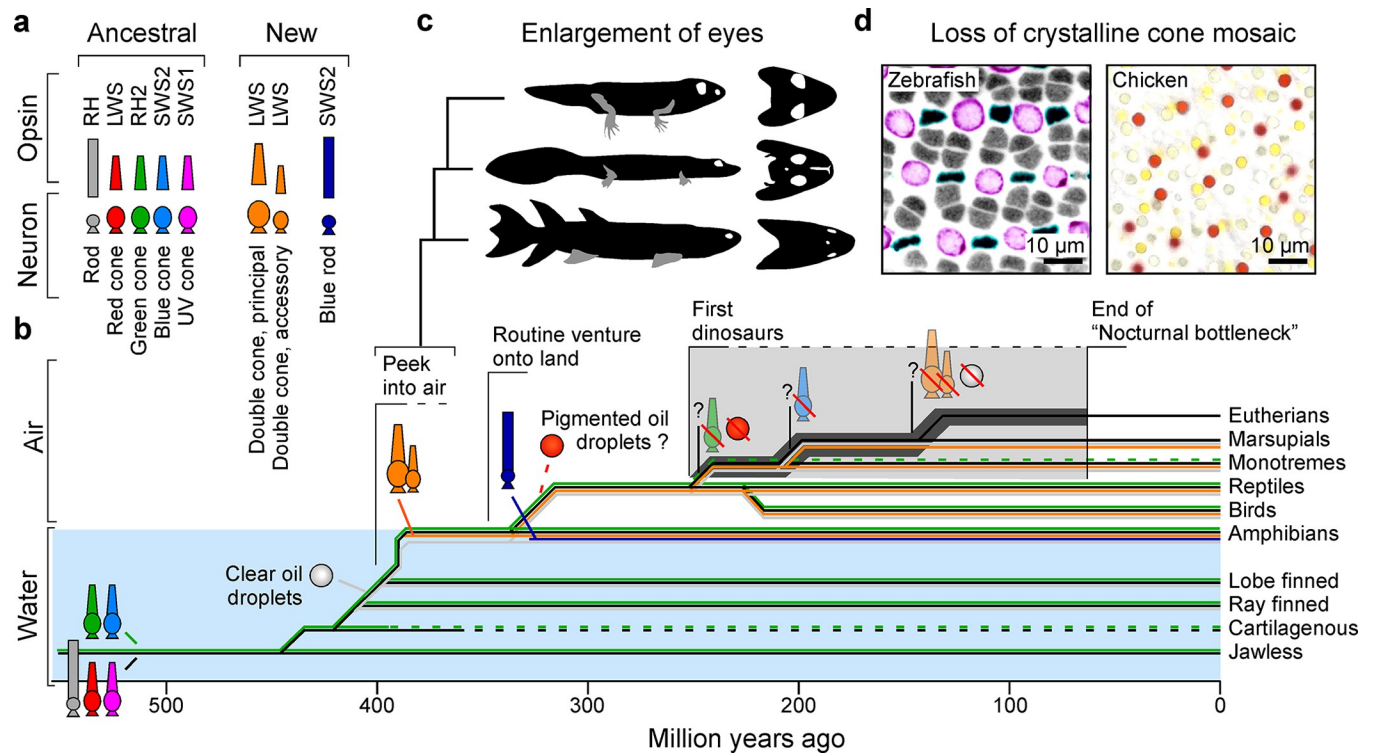 a
Ancestral
New
Opsin
RH
LWS
RH2
SWS2
SWS1
LWS
LWS
SWS2
Neuron
Rod
Red cone
Green cone
Blue cone
UV cone
Double cone, principal
Double cone, accessory
Blue rod
c
Enlargement of eyes
d
Loss of crystalline cone mosaic
Zebrafish
10 µm
Chicken
10 µm
b
Air
Water
Peek
into air
Routine venture
onto land
First
dinosaurs
End of
“Nocturnal bottleneck”
Pigmented oil
droplets ?
?
?
?
Clear oil
droplets
Eutherians
Marsupials
Monotremes
Reptiles
Birds
Amphibians
Lobe finned
Ray finned
Cartilagenous
Jawless
500
400
300
200
100
0
Million years ago